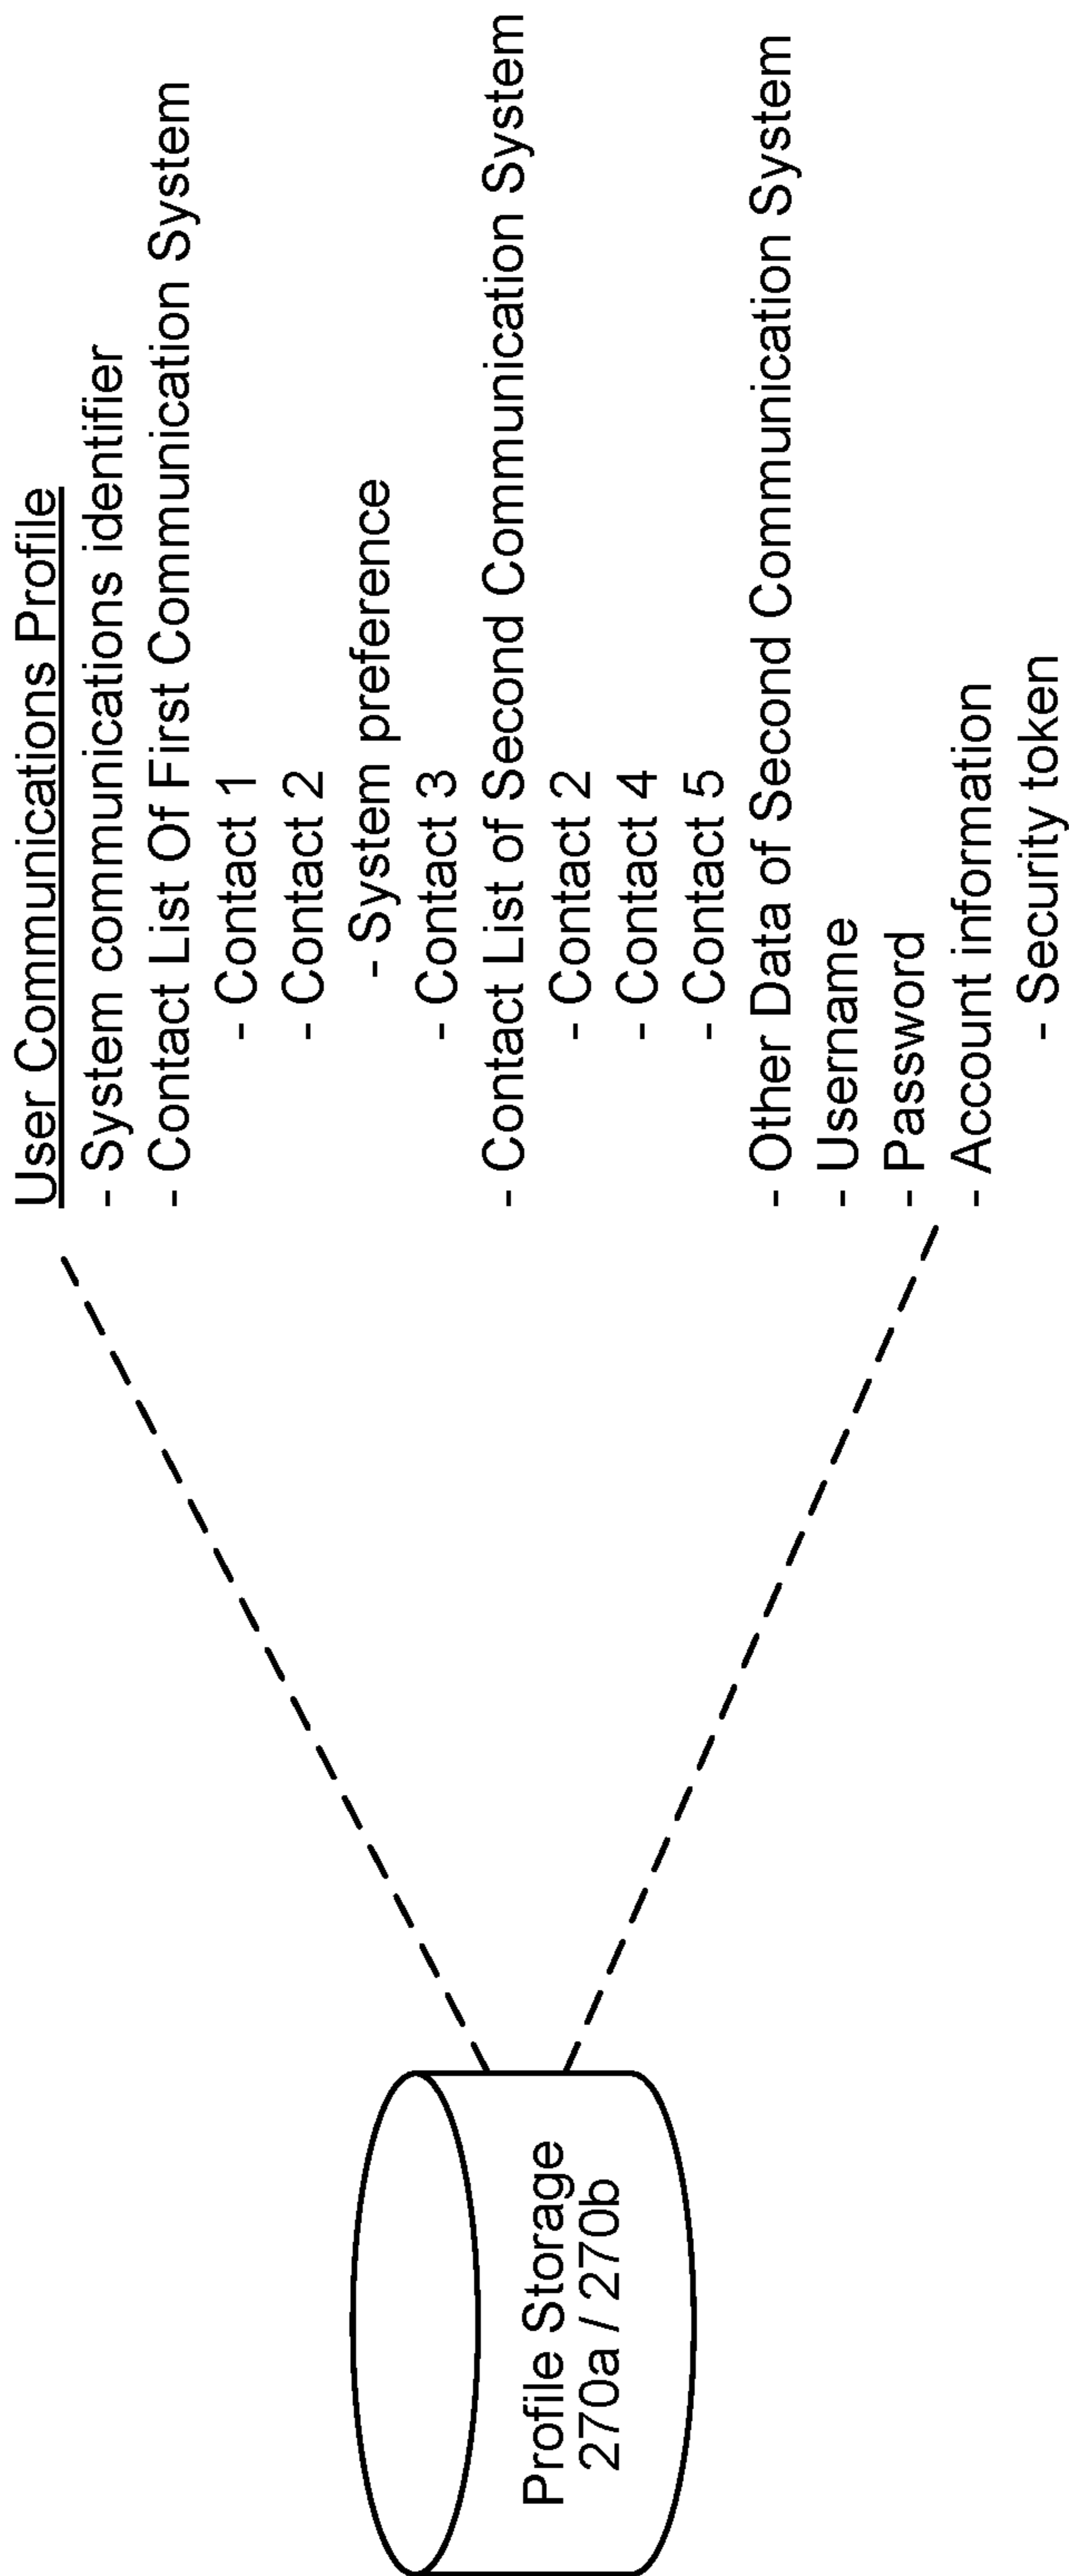 User Communications Profile
- System communications identifier
- Contact List Of First Communication System
- Contact 1
- Contact 2
- System preference
- Contact 3
- Contact List of Second Communication System
- Contact 2
- Contact 4
- Contact 5
- Other Data of Second Communication System
- Username
- Password
- Account information
- Security token
Profile Storage
270a / 270b